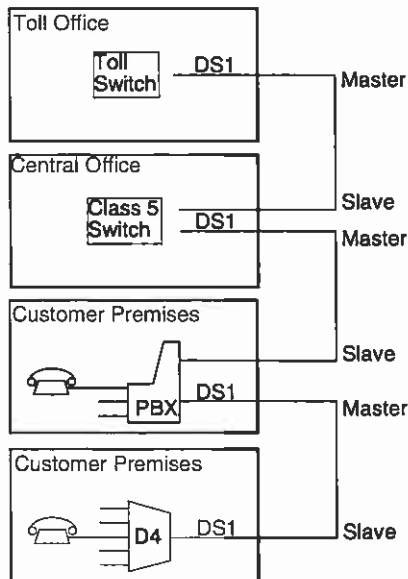 Toll Office
Toll
Switch
DS1
Master
Central Office
Class 5
Switch
DS1
Slave
Master
Customer Premises
PBX
DS1
Slave
Master
Customer Premises
D4
DS1
Slave